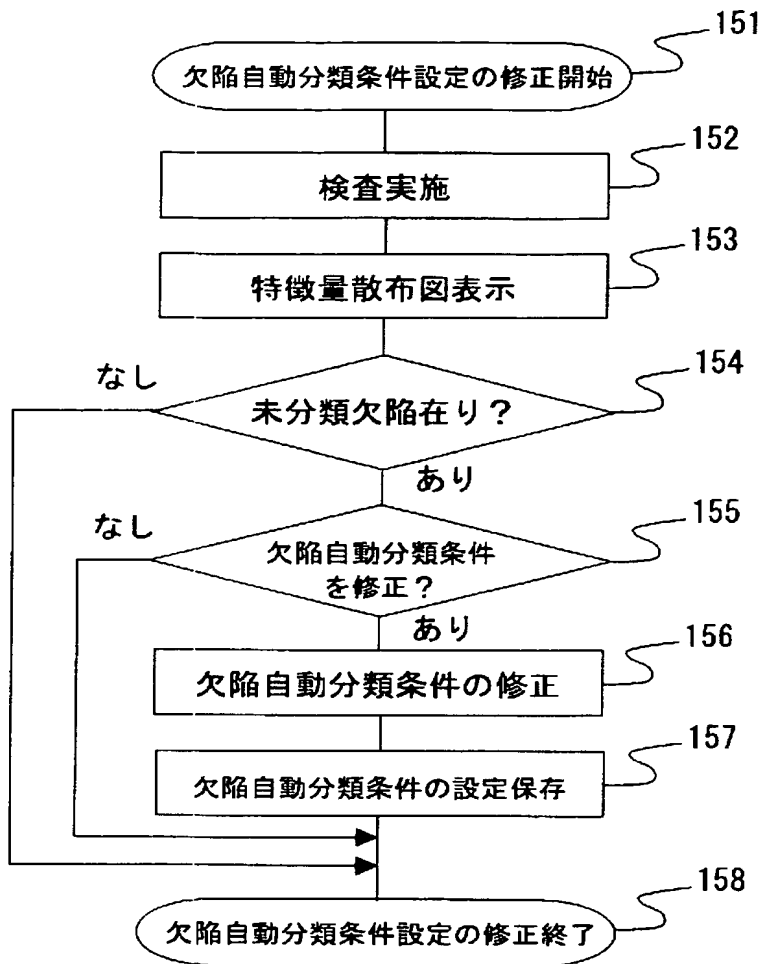 151
欠陥自動分類条件設定の修正開始
152
検査実施
153
特徴量散布図表示
154
なし
未分類欠陥在り？
あり
155
なし
欠陥自動分類条件
を修正？
あり
156
欠陥自動分類条件の修正
157
欠陥自動分類条件の設定保存
158
欠陥自動分類条件設定の修正終了